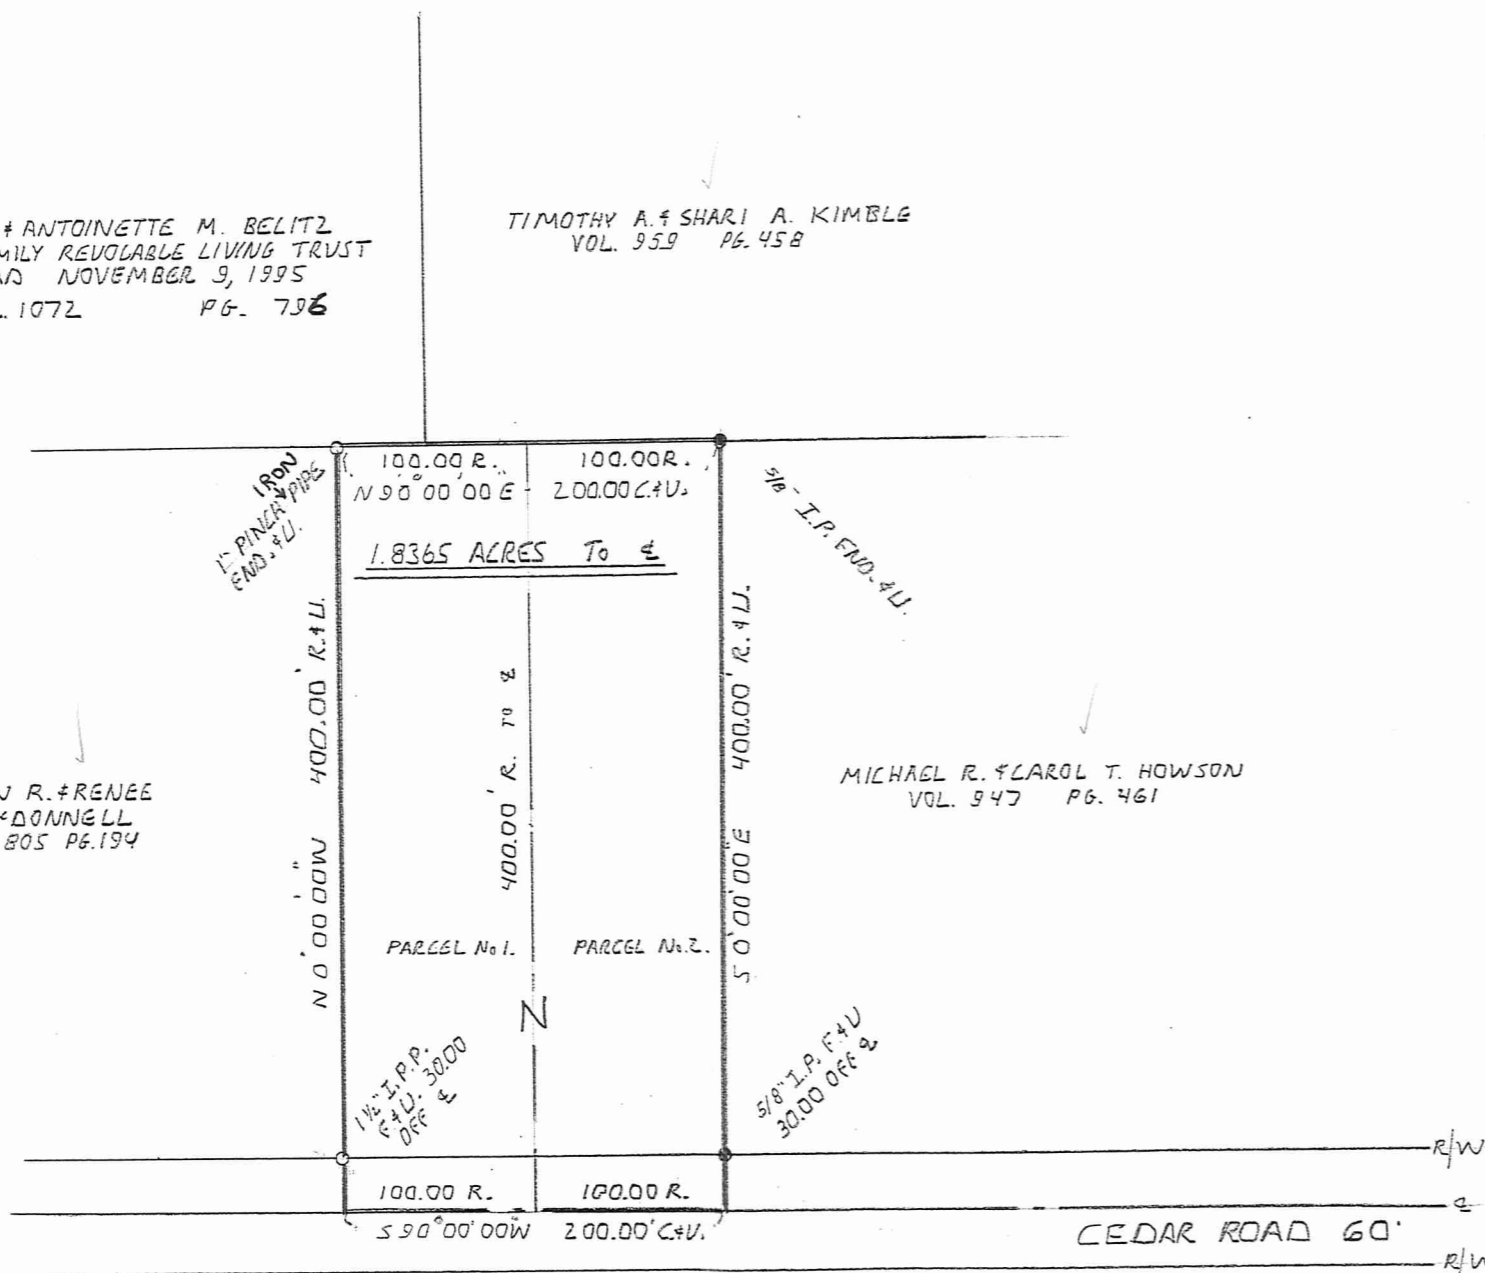 & ANTOINETTE M. BELITZ
MILY REVOLABLE LIVING TRUST
NOVEMBER 9, 1995
. 1072 PG. 796
TIMOTHY A. & SHARI A. KIMBLE
VOL. 959 PG. 458
IRON
1" PINCH PIPE
FND. & U.
100.00 R. 100.00 R.
N 90°00'00"E 200.00 C.&U.
5/8" I.P. FND. & U.
1.8365 ACRES TO ℄
N 0°00'00"W 400.00' R.&U.
400.00' R. TO ℄
S 0°00'00"E 400.00' R.&U.
R. & RENEE
DONNELL
805 PG. 194
MICHAEL R. & CAROL T. HOWSON
VOL. 947 PG. 461
PARCEL No 1. PARCEL No. 2.
N
1½" I.P.P.
F.&U. 30.00
OFF ℄
5/8" I.P. F.&U
30.00 OFF ℄
R/W
100.00 R. 100.00 R.
℄
S 90°00'00"W 200.00' C.&U.
CEDAR ROAD 60'
R/W